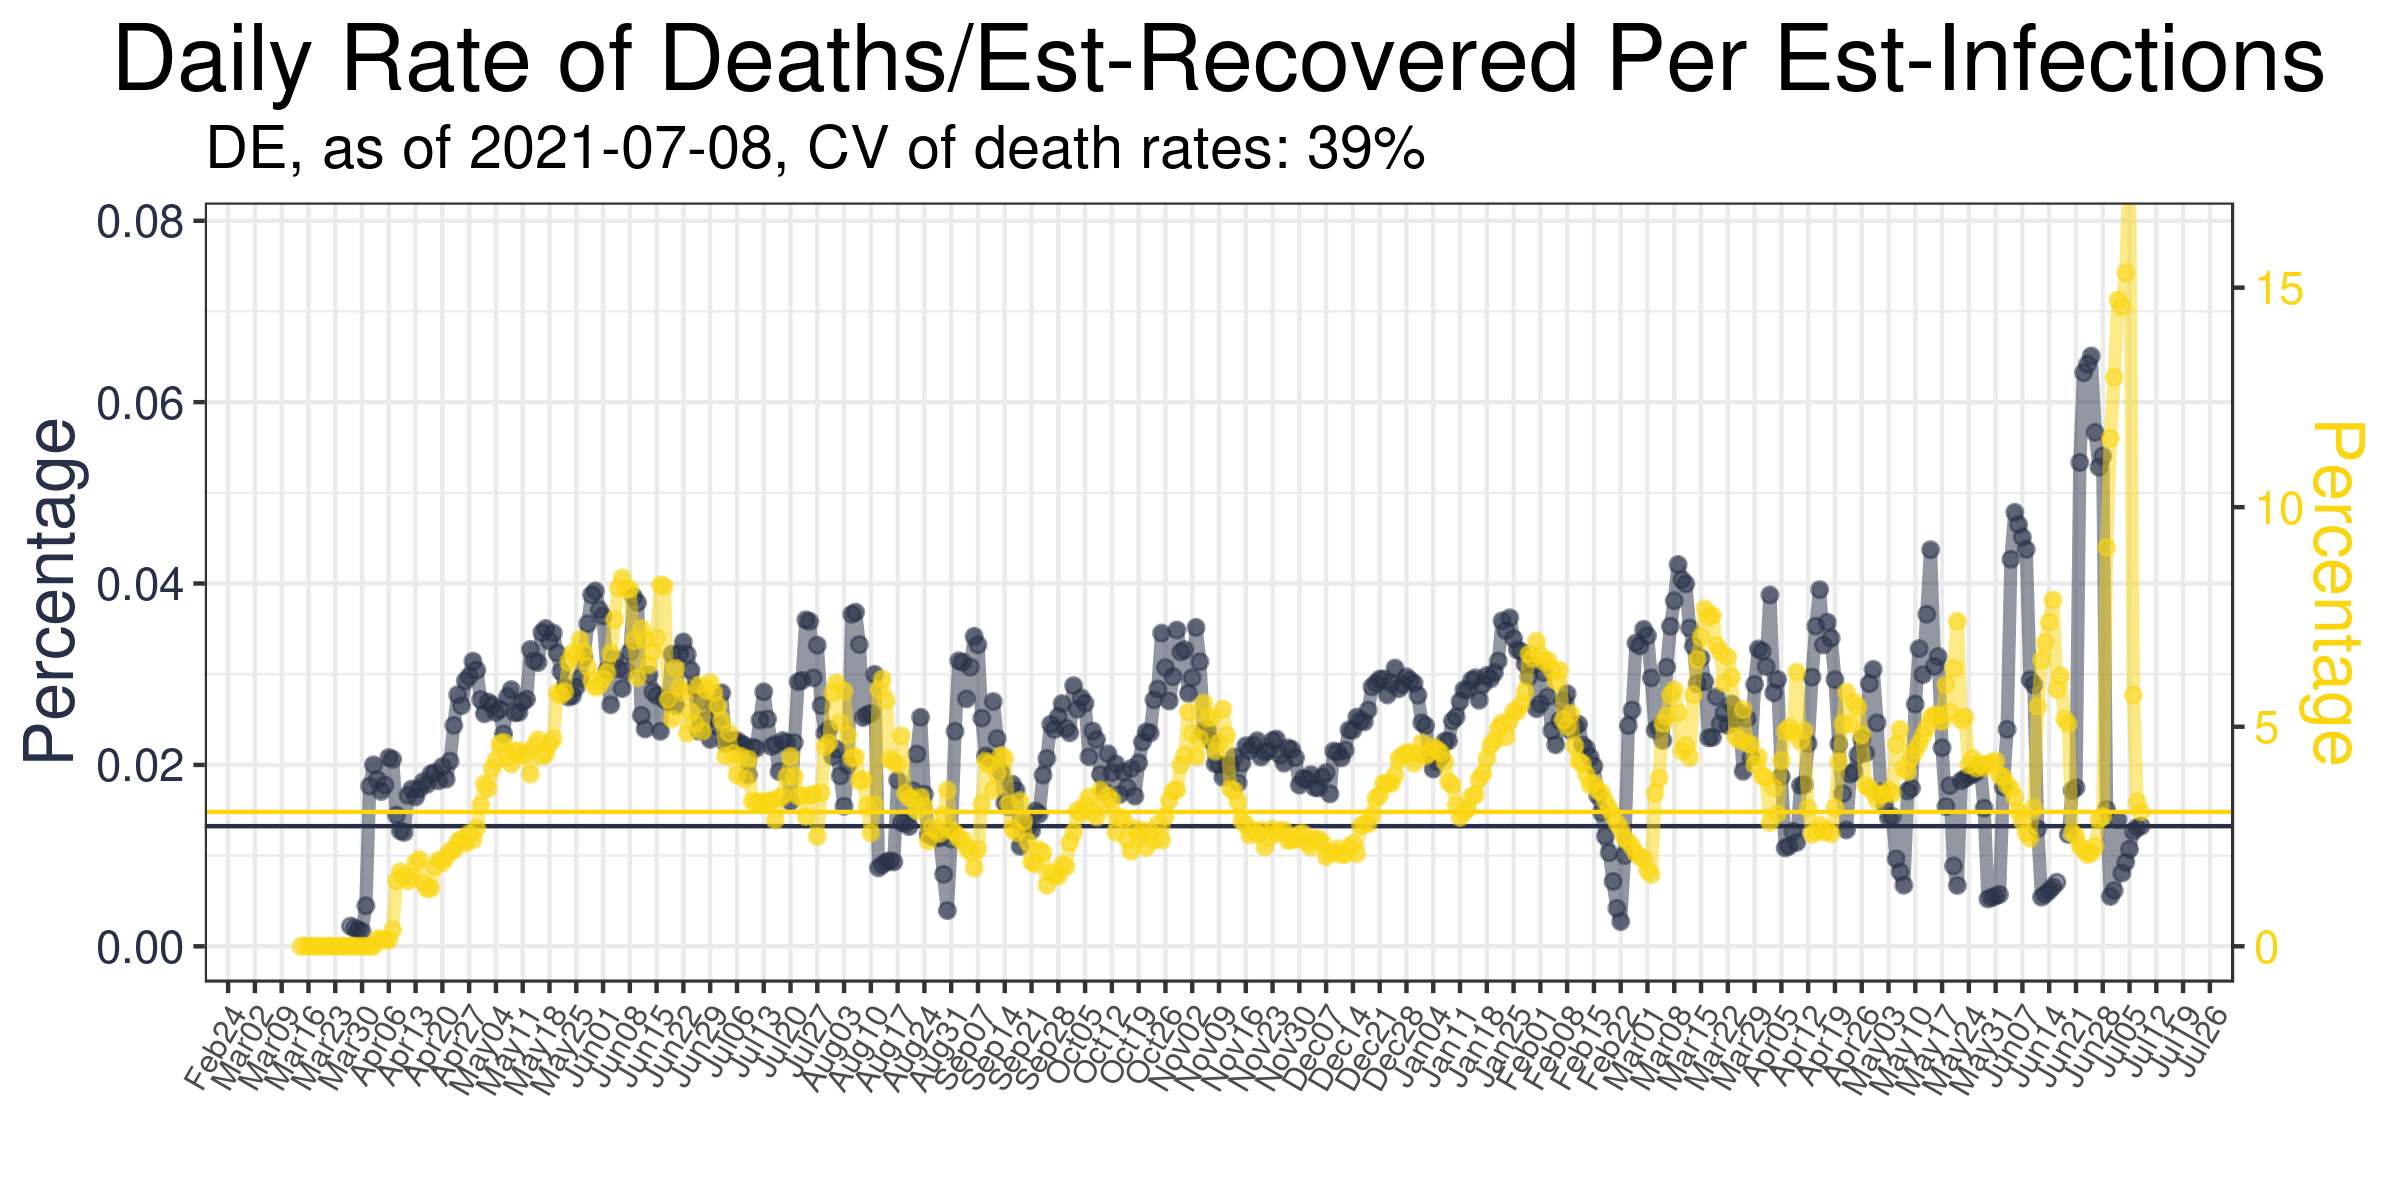 Daily Rate of Deaths/Est-Recovered Per Est-Infections
DE, as of 2021-07-08, CV of death rates: 39%
Percentage
0.08
0.06
0.04
0.02
0.00
15
10
5
0
Percentage
Feb24
Mar02
Mar09
Mar16
Mar23
Mar30
Apr06
Apr13
Apr20
Apr27
May04
May11
May18
May25
Jun01
Jun08
Jun15
Jun22
Jun29
Jul06
Jul13
Jul20
Jul27
Aug03
Aug10
Aug17
Aug24
Aug31
Sep07
Sep14
Sep21
Sep28
Oct05
Oct12
Oct19
Oct26
Nov02
Nov09
Nov16
Nov23
Nov30
Dec07
Dec14
Dec21
Dec28
Jan04
Jan11
Jan18
Jan25
Feb01
Feb08
Feb15
Feb22
Mar01
Mar08
Mar15
Mar22
Mar29
Apr05
Apr12
Apr19
Apr26
May03
May10
May17
May24
May31
Jun07
Jun14
Jun21
Jun28
Jul05
Jul12
Jul19
Jul26